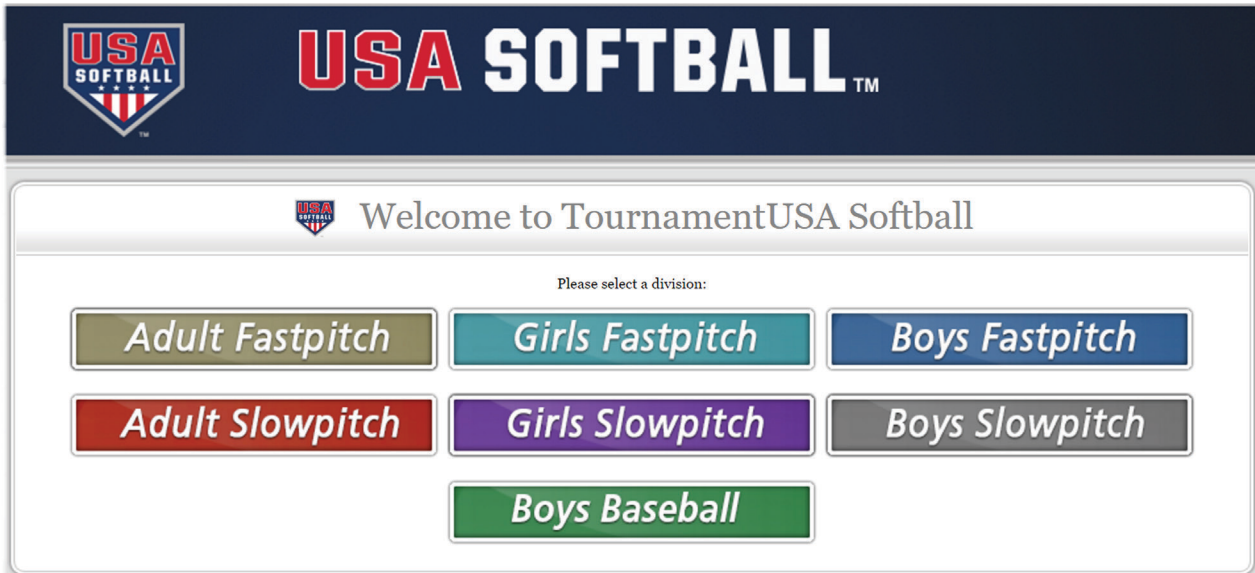 USA
SOFTBALL
TM
USA SOFTBALL TM
USA
SOFTBALL
Welcome to TournamentUSA Softball
Please select a division:
Adult Fastpitch Girls Fastpitch Boys Fastpitch
Adult Slowpitch Girls Slowpitch Boys Slowpitch
Boys Baseball